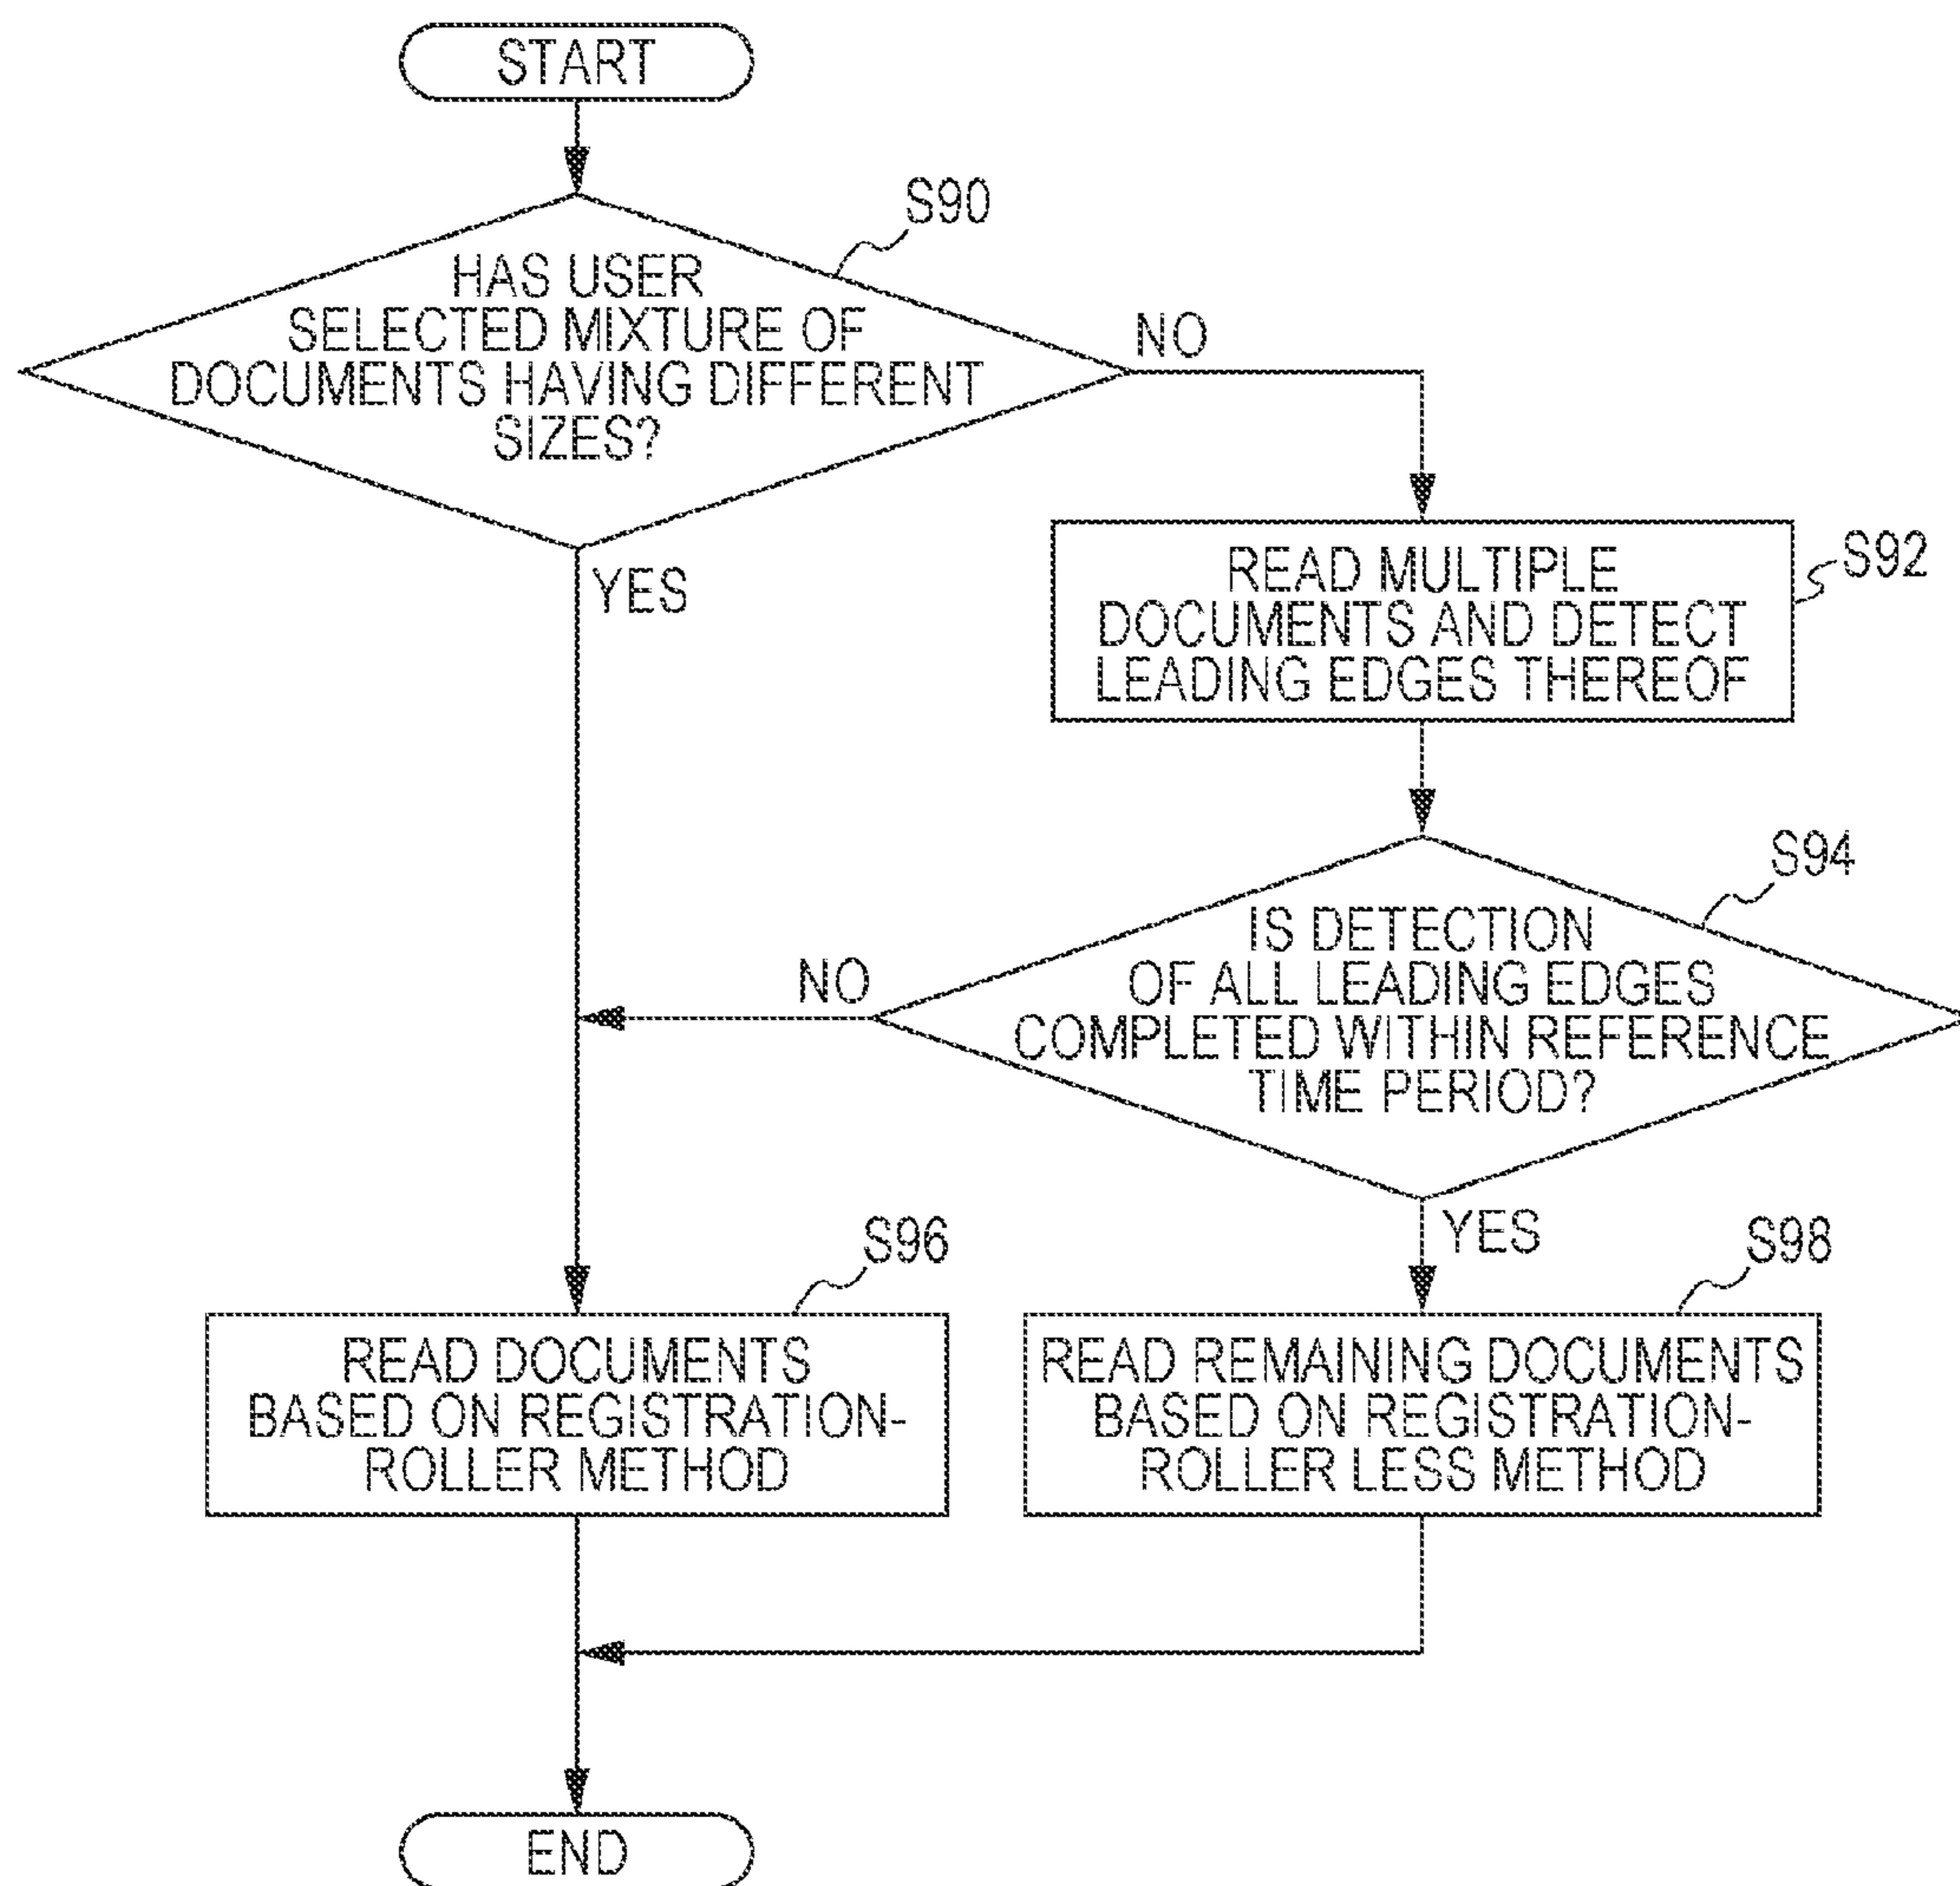 START
S90
HAS USER
SELECTED MIXTURE OF
DOCUMENTS HAVING DIFFERENT
SIZES?
NO
YES
READ MULTIPLE
DOCUMENTS AND DETECT
LEADING EDGES THEREOF
S92
S94
IS DETECTION
OF ALL LEADING EDGES
COMPLETED WITHIN REFERENCE
TIME PERIOD?
NO
YES
S96
READ DOCUMENTS
BASED ON REGISTRATION-
ROLLER METHOD
S98
READ REMAINING DOCUMENTS
BASED ON REGISTRATION-
ROLLER LESS METHOD
END